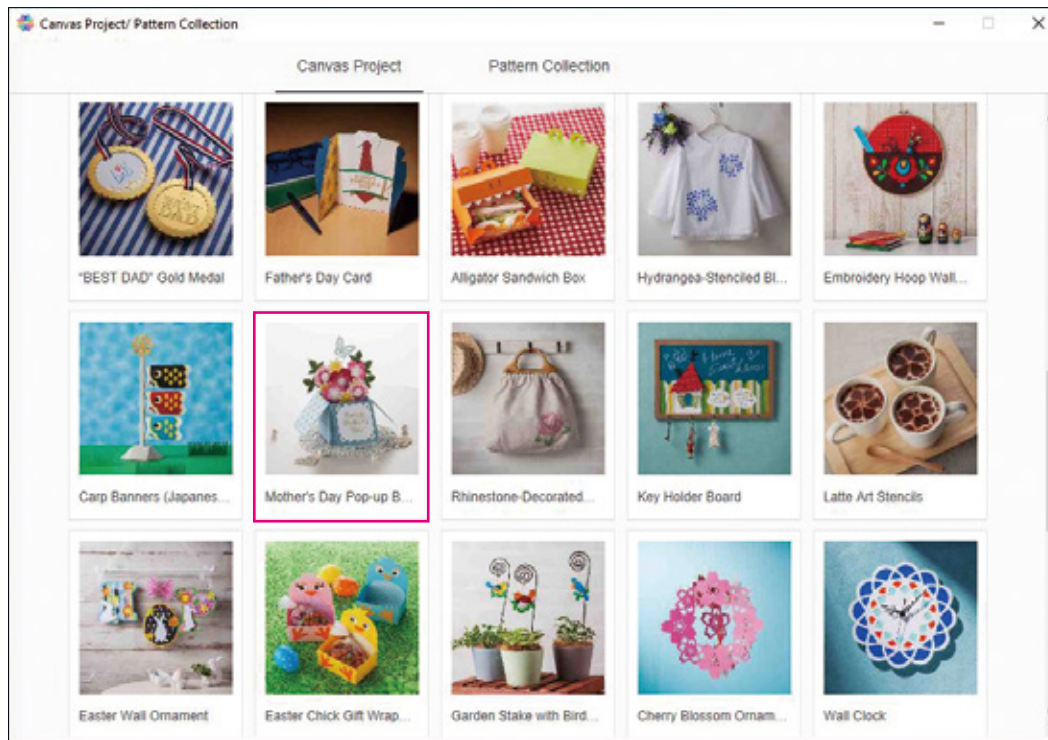 Canvas Project/ Pattern Collection
Canvas Project
Pattern Collection
"BEST DAD" Gold Medal
Father's Day Card
Alligator Sandwich Box
Hydrangea-Stenciled Bl...
Embroidery Hoop Wall...
Carp Banners (Japanes...
Mother's Day Pop-up B...
Rhinestone-Decorated...
Key Holder Board
Latte Art Stencils
Easter Wall Ornament
Easter Chick Gift Wrap...
Garden Stake with Bird...
Cherry Blossom Ornam...
Wall Clock